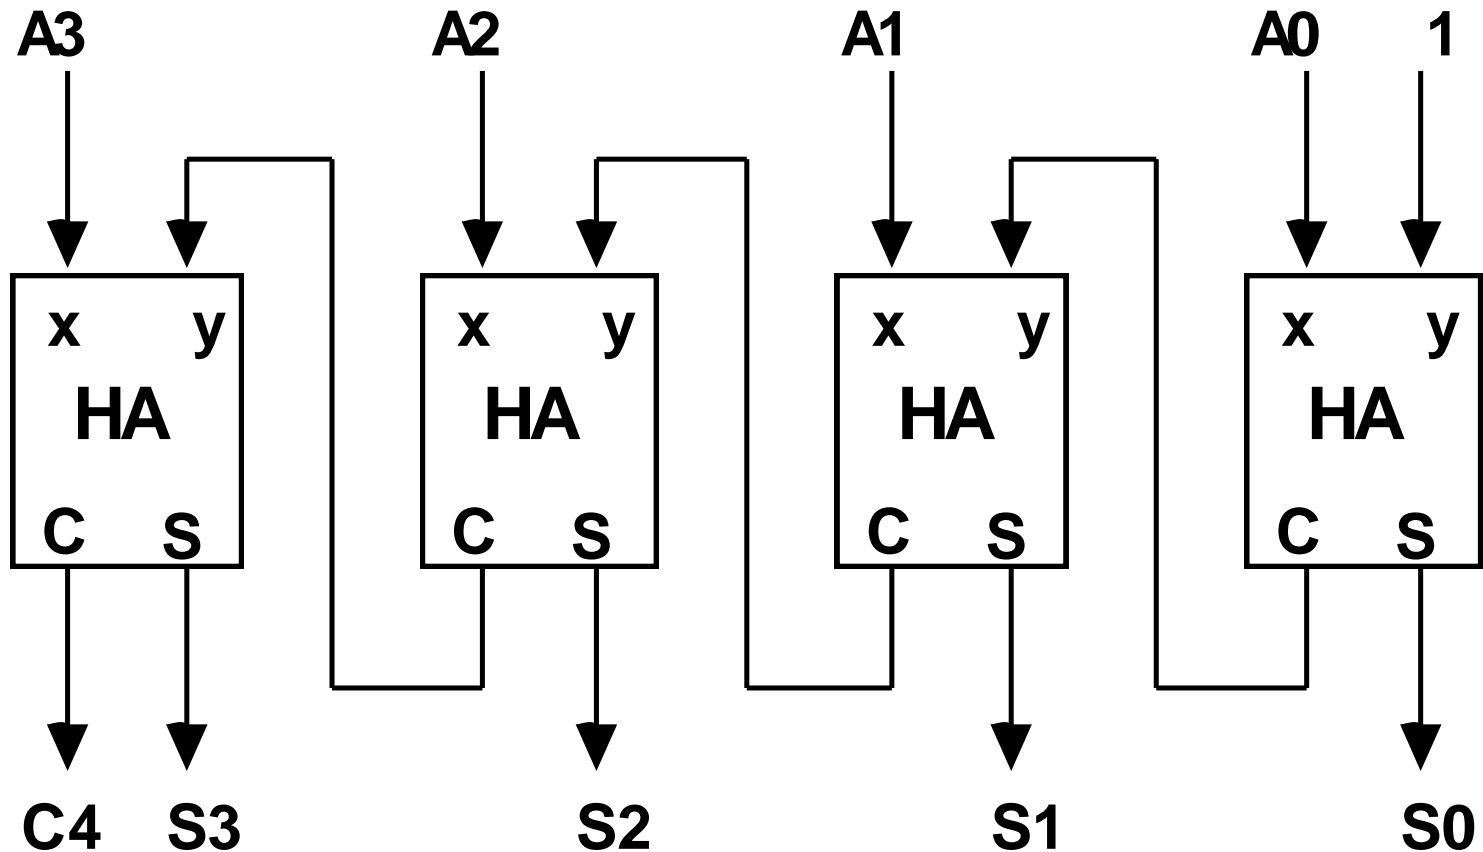 A3 A2 A1 A0 1
x y x y x y x y
HA HA HA HA
C S C S C S C S
C4 S3 S2 S1 S0